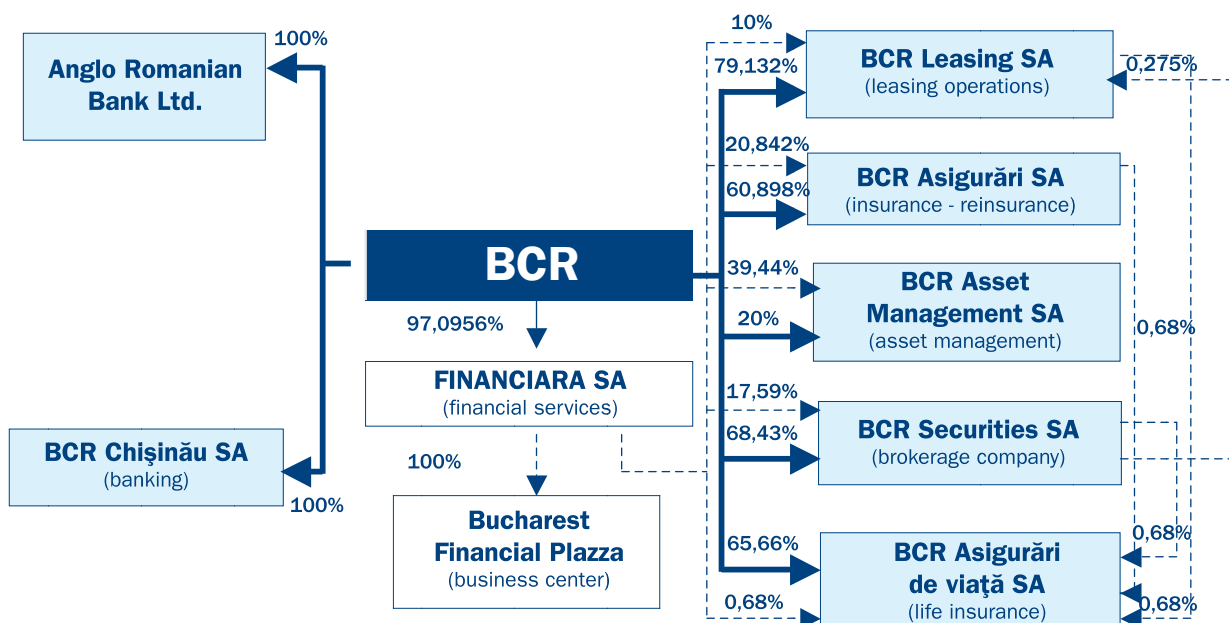 100%
Anglo Romanian
Bank Ltd.
BCR Chişinău SA
(banking)
100%
BCR
97,0956%
FINANCIARA SA
(financial services)
100%
Bucharest
Financial Plazza
(business center)
10%
79,132%
BCR Leasing SA
(leasing operations)
0,275%
20,842%
60,898%
BCR Asigurări SA
(insurance - reinsurance)
39,44%
20%
BCR Asset
Management SA
(asset management)
0,68%
17,59%
68,43%
BCR Securities SA
(brokerage company)
0,68%
65,66%
0,68%
BCR Asigurări
de viaţă SA
(life insurance)
0,68%